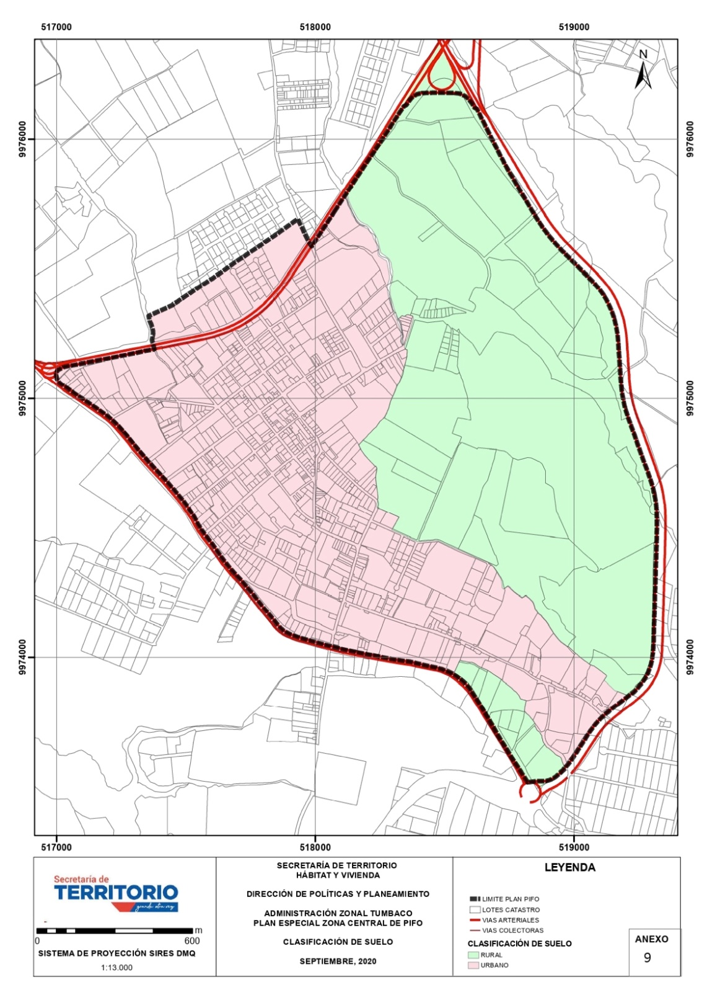 517000 518000 519000
N
9976000 9976000
9975000 9975000
9974000 9974000
517000 518000 519000
Secretaría de
TERRITORIO
grande otra vez
-
m
0 600
SISTEMA DE PROYECCIÓN SIRES DMQ
1:13.000
SECRETARÍA DE TERRITORIO
HÁBITAT Y VIVIENDA
DIRECCIÓN DE POLÍTICAS Y PLANEAMIENTO
ADMINISTRACIÓN ZONAL TUMBACO
PLAN ESPECIAL ZONA CENTRAL DE PIFO
CLASIFICACIÓN DE SUELO
SEPTIEMBRE, 2020
LEYENDA
LIMITE PLAN PIFO
LOTES CATASTRO
VIAS ARTERIALES
VIAS COLECTORAS
CLASIFICACIÓN DE SUELO
RURAL
URBANO
ANEXO
9